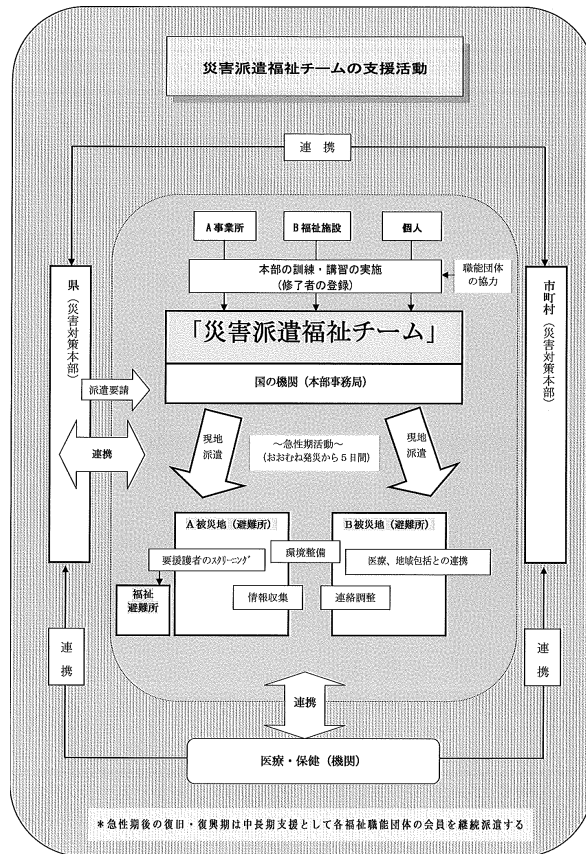 災害派遣福祉チームの支援活動
連 携
A 事業所
B 福祉施設
個人
本部の訓練・講習の実施
(修了者の登録)
職能団体
の協力
県(災害対策本部)
市町村(災害対策本部)
「災害派遣福祉チーム」
国の機関(本部事務局)
派遣要請
連携
現地
派遣
～急性期活動～
(おおむね発災から５日間)
現地
派遣
A 被災地(避難所)
B 被災地(避難所)
環境整備
要援護者のスクリーニング
医療、地域包括との連携
福祉
避難所
情報収集
連絡調整
連 携
連 携
連携
医療・保健(機関)
＊急性期後の復旧・復興期は中長期支援として各福祉職能団体の会員を継続派遣する